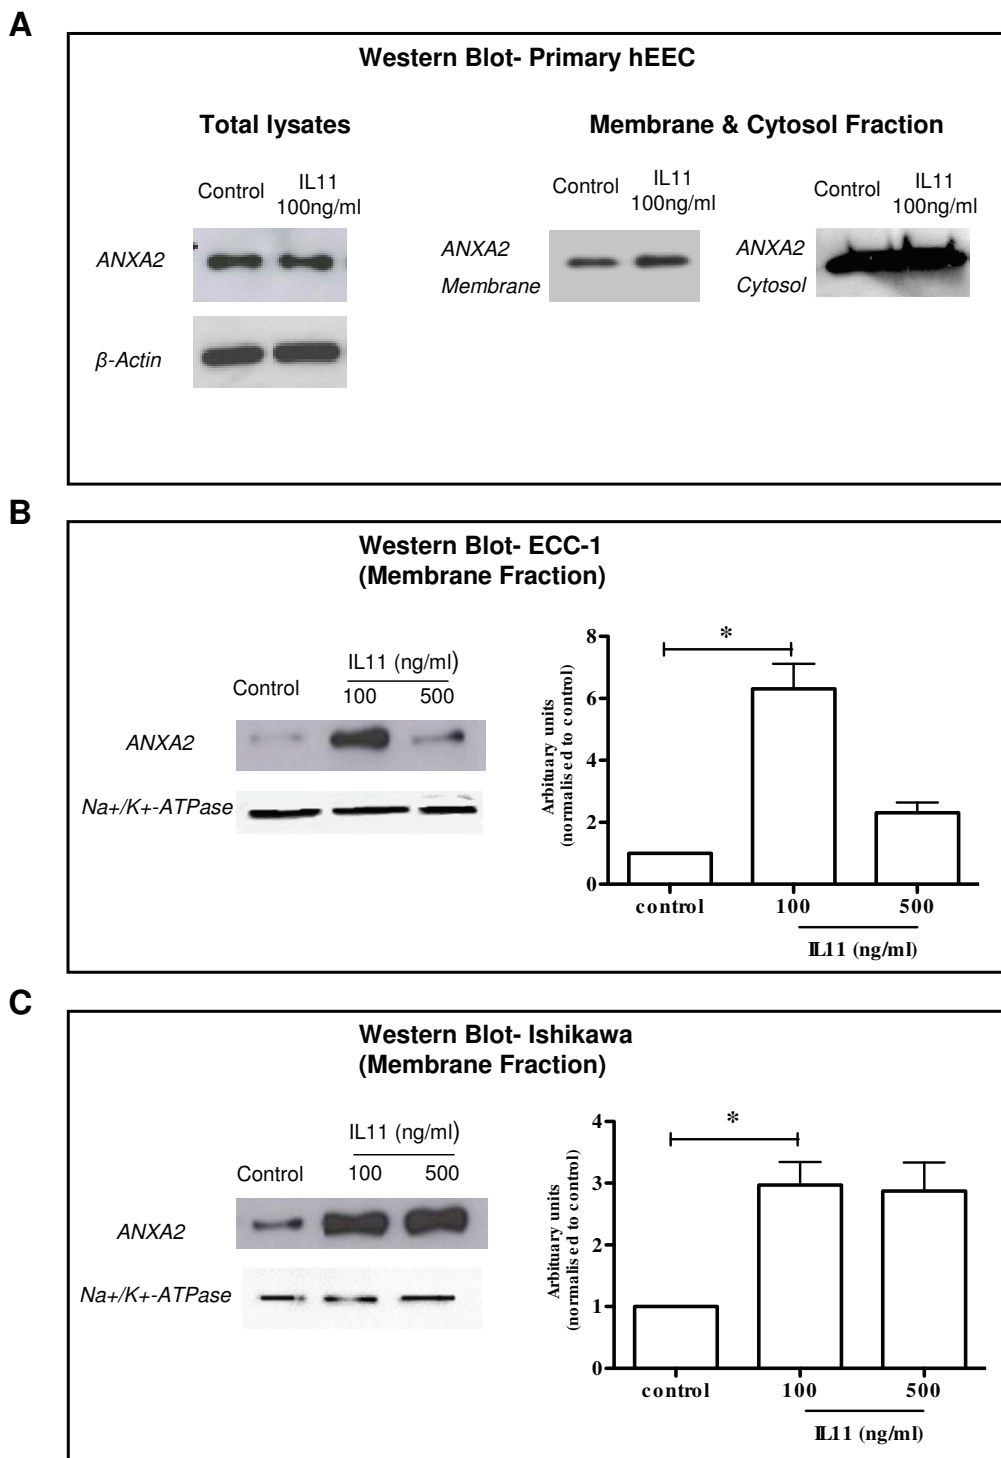 A
Western Blot- Primary hEEC
Total lysates
Membrane & Cytosol Fraction
Control
IL11
100ng/ml
ANXA2
β-Actin
Control
IL11
100ng/ml
ANXA2
Membrane
Control
IL11
100ng/ml
ANXA2
Cytosol
B
Western Blot- ECC-1
(Membrane Fraction)
IL11 (ng/ml)
Control
100
500
ANXA2
Na+/K+-ATPase
Arbituary units
(normalised to control)
8
6
4
2
0
*
control
100
500
IL11 (ng/ml)
C
Western Blot- Ishikawa
(Membrane Fraction)
IL11 (ng/ml)
Control
100
500
ANXA2
Na+/K+-ATPase
Arbituary units
(normalised to control)
4
3
2
1
0
*
control
100
500
IL11 (ng/ml)